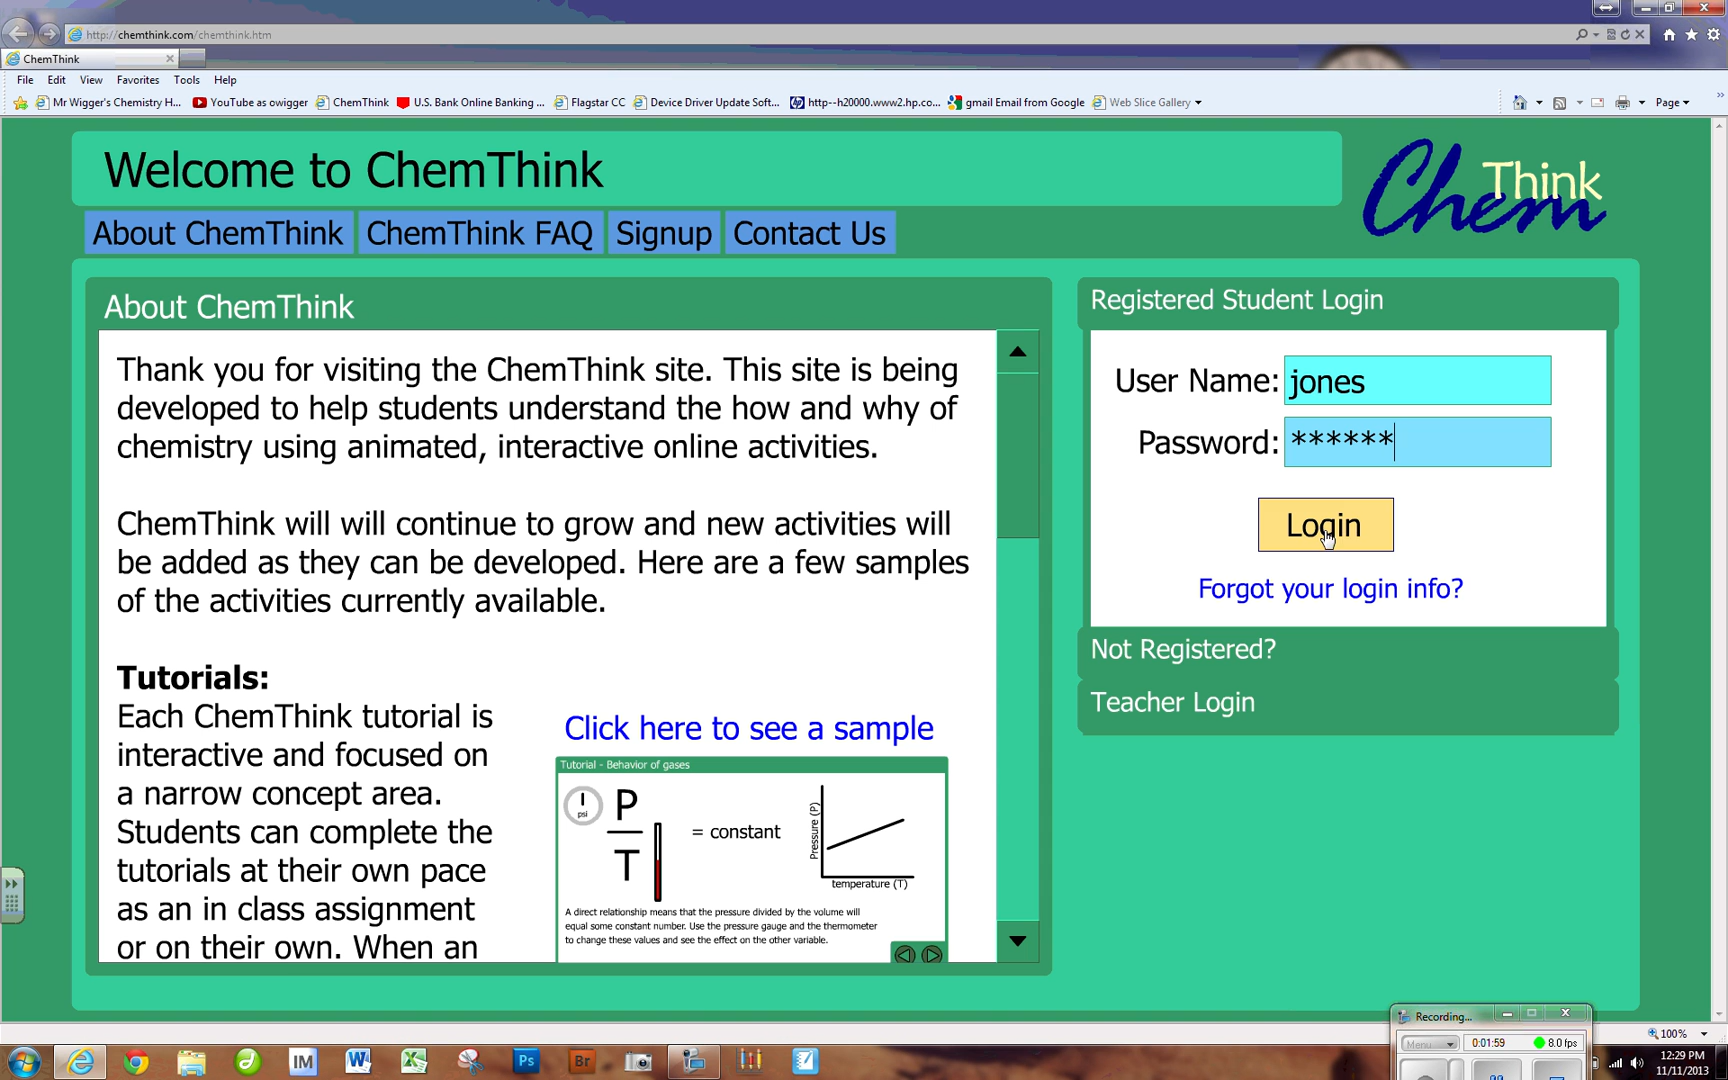 http://chemthink.com/chemthink.htm
ChemThink
File Edit View Favorites Tools Help
Mr Wigger's Chemistry H... YouTube as owigger ChemThink U.S. Bank Online Banking ... Flagstar CC Device Driver Update Soft... http--h20000.www2.hp.co... gmail Email from Google Web Slice Gallery Page
Welcome to ChemThink
Chem Think
About ChemThink ChemThink FAQ Signup Contact Us
About ChemThink
Thank you for visiting the ChemThink site. This site is being
developed to help students understand the how and why of
chemistry using animated, interactive online activities.
ChemThink will will continue to grow and new activities will
be added as they can be developed. Here are a few samples
of the activities currently available.
Tutorials:
Each ChemThink tutorial is
interactive and focused on
a narrow concept area.
Students can complete the
tutorials at their own pace
as an in class assignment
or on their own. When an
Click here to see a sample
Tutorial - Behavior of gases
psi
P
T
= constant
Pressure (P)
temperature (T)
A direct relationship means that the pressure divided by the volume will
equal some constant number. Use the pressure gauge and the thermometer
to change these values and see the effect on the other variable.
Registered Student Login
User Name: jones
Password: ******
Login
Forgot your login info?
Not Registered?
Teacher Login
Recording...
Menu 0:01:59 8.0 fps
100%
IM W X Ps Br
12:29 PM
11/11/2013